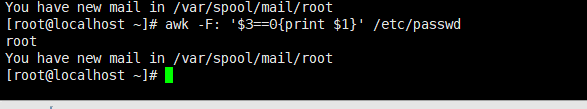 You have new mail in /var/spool/mail/root
[root@localhost ~]# awk -F: '$3==0{print $1}' /etc/passwd
root
You have new mail in /var/spool/mail/root
[root@localhost ~]#